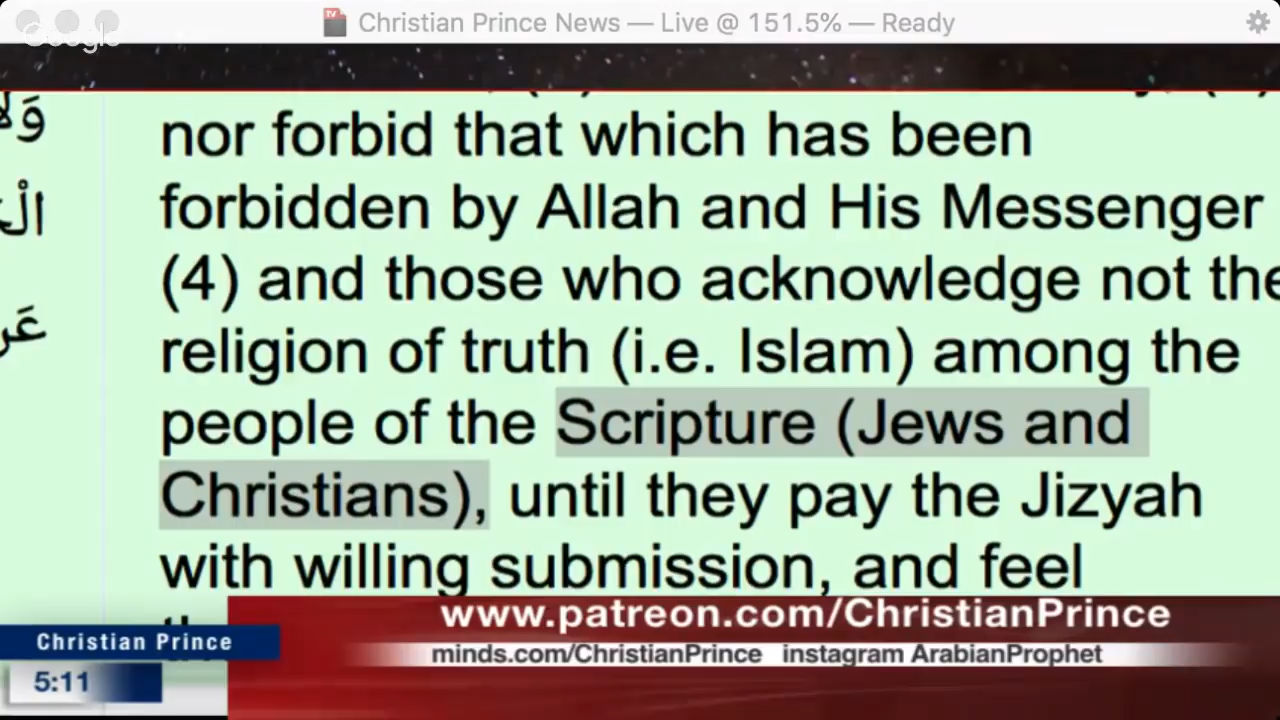 Christian Prince News — Live @ 151.5% — Ready
Google
nor forbid that which has been
forbidden by Allah and His Messenger
(4) and those who acknowledge not the
religion of truth (i.e. Islam) among the
people of the Scripture (Jews and
Christians), until they pay the Jizyah
with willing submission, and feel
www.patreon.com/ChristianPrince
Christian Prince
minds.com/ChristianPrince instagram ArabianProphet
5:11